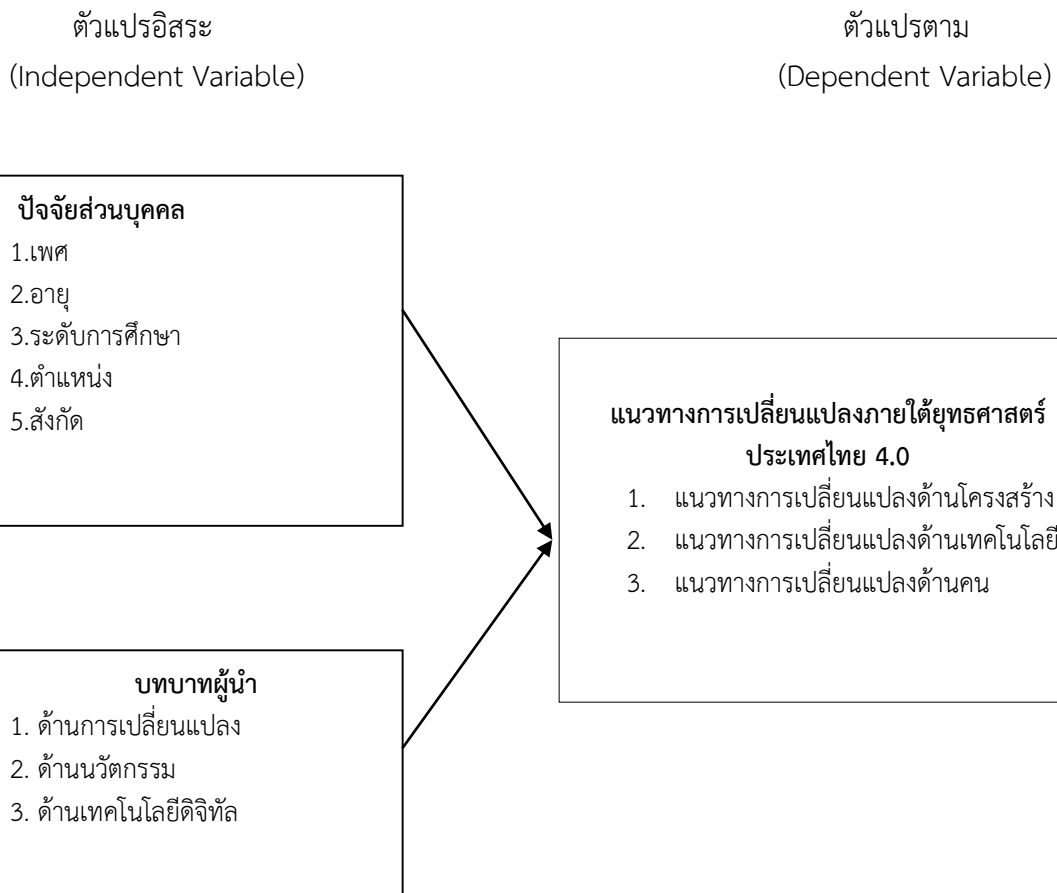 ตัวแปรอิสระ
(Independent Variable)
ตัวแปรตาม
(Dependent Variable)
ปัจจัยส่วนบุคคล
1.เพศ
2.อายุ
3.ระดับการศึกษา
4.ตำแหน่ง
5.สังกัด
บทบาทผู้นำ
1. ด้านการเปลี่ยนแปลง
2. ด้านนวัตกรรม
3. ด้านเทคโนโลยีดิจิทัล
แนวทางการเปลี่ยนแปลงภายใต้ยุทธศาสตร์
ประเทศไทย 4.0
1. แนวทางการเปลี่ยนแปลงด้านโครงสร้าง
2. แนวทางการเปลี่ยนแปลงด้านเทคโนโลยี
3. แนวทางการเปลี่ยนแปลงด้านคน